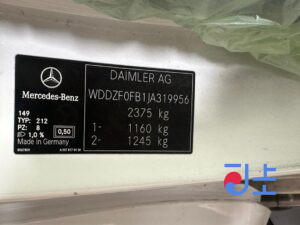 DAIMLER AG
WDDZF0FB1JA319956
2375 kg
1- 1160 kg
2- 1245 kg
Mercedes-Benz
149
TYP: 212
PZ: 8
1,0 %
0,50
Made in Germany